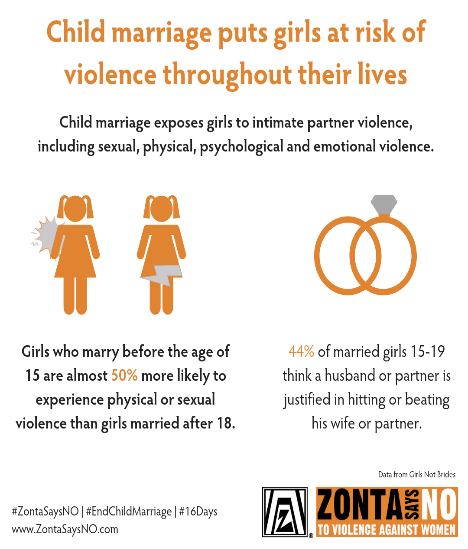 Child marriage puts girls at risk of
violence throughout their lives
Child marriage exposes girls to intimate partner violence,
including sexual, physical, psychological and emotional violence.
Girls who marry before the age of
15 are almost 50% more likely to
experience physical or sexual
violence than girls married after 18.
44% of married girls 15-19
think a husband or partner is
justified in hitting or beating
his wife or partner.
Data from Girls Not Brides
#ZontaSaysNO | #EndChildMarriage | #16Days
www.ZontaSaysNO.com
®
ZONTA SAYS NO
TO VIOLENCE AGAINST WOMEN